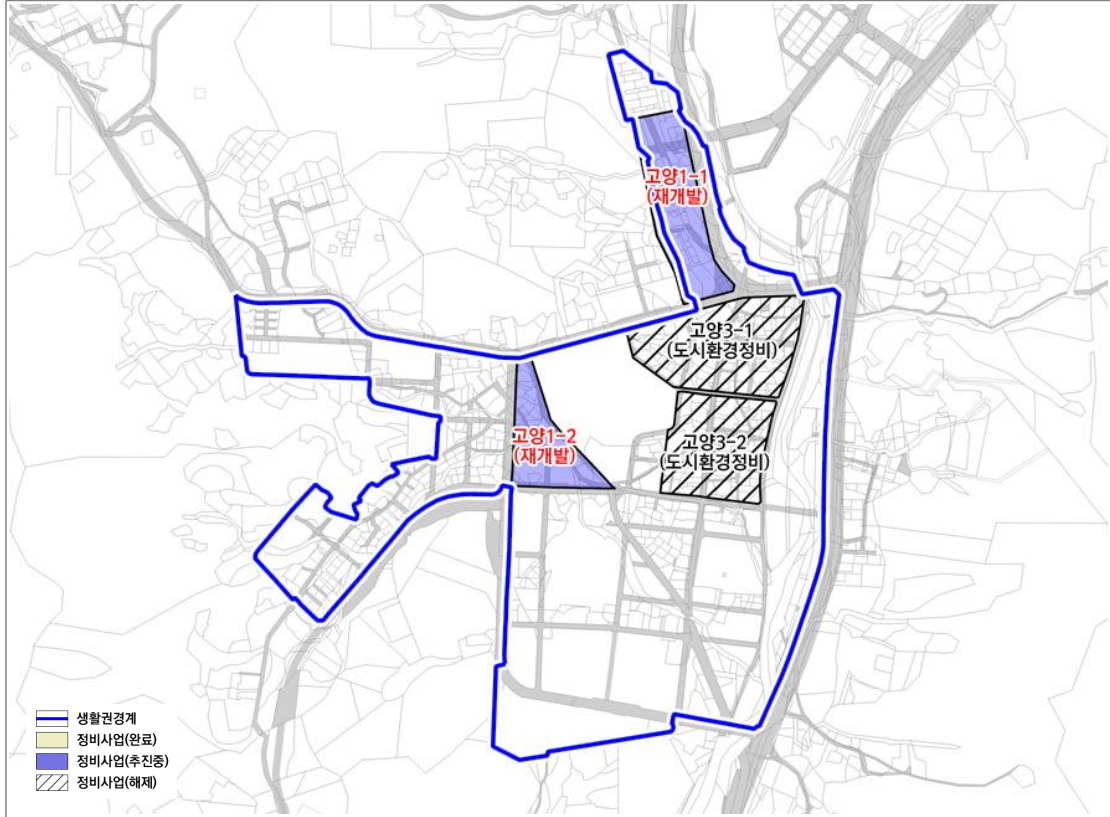 고양1-1
(재개발)
고양3-1
(도시환경정비)
고양1-2
(재개발)
고양3-2
(도시환경정비)
생활권경계
정비사업(완료)
정비사업(추진중)
정비사업(해제)